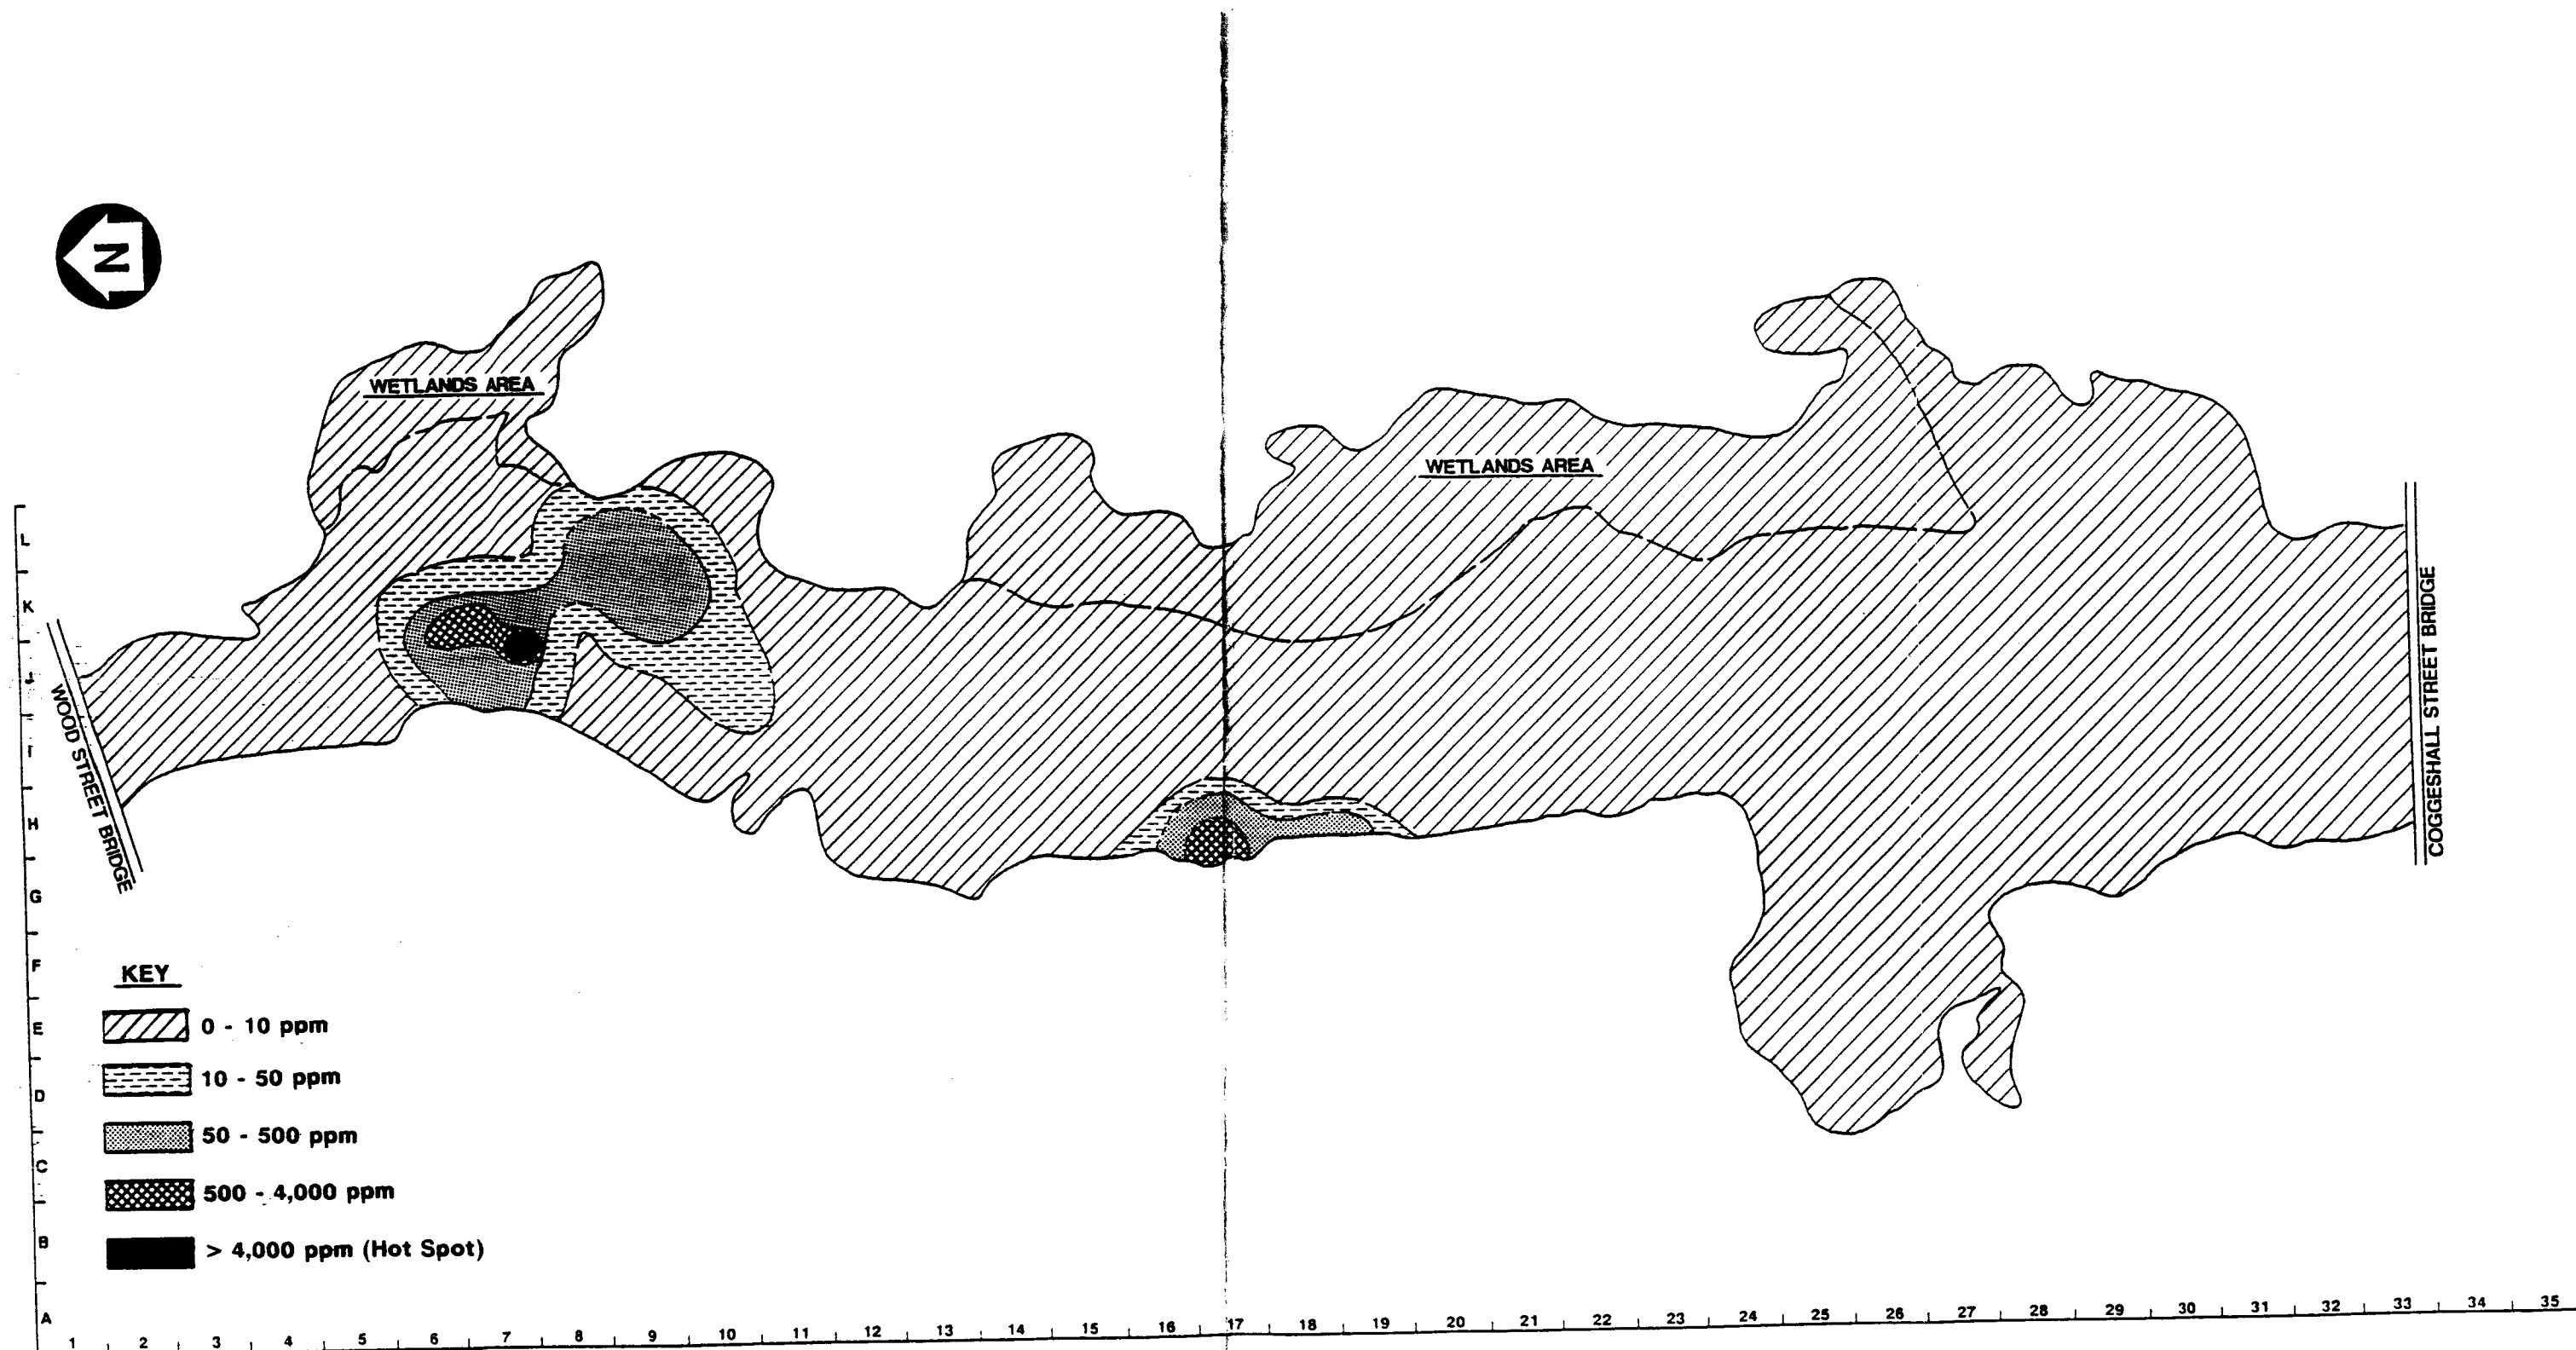 N
WETLANDS AREA
WETLANDS AREA
L
K
J
I
H
G
F
E
D
C
B
A
WOOD STREET BRIDGE
COGGESHALL STREET BRIDGE
KEY
0 - 10 ppm
10 - 50 ppm
50 - 500 ppm
500 - 4,000 ppm
> 4,000 ppm (Hot Spot)
1 2 3 4 5 6 7 8 9 10 11 12 13 14 15 16 17 18 19 20 21 22 23 24 25 26 27 28 29 30 31 32 33 34 35